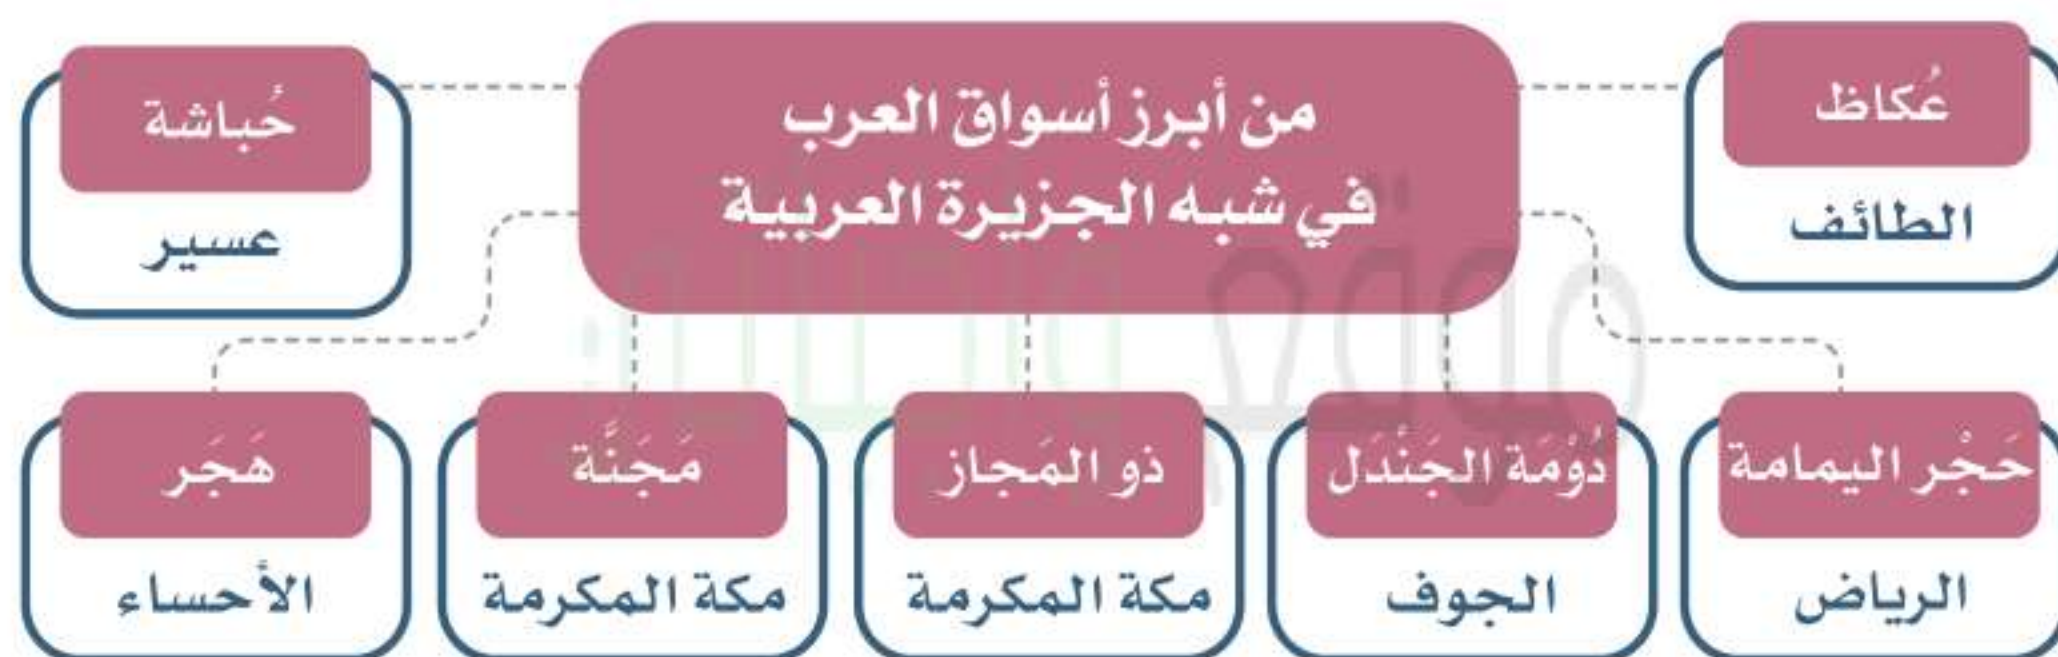 من أبرز أسواق العرب
في شبه الجزيرة العربية
عُكاظ
الطائف
حَجْر اليمامة
الرياض
دُوْمَة الجَنْدَل
الجوف
ذو المَجاز
مكة المكرمة
مَجَنَّة
مكة المكرمة
هَجَر
الأحساء
حُباشة
عسير